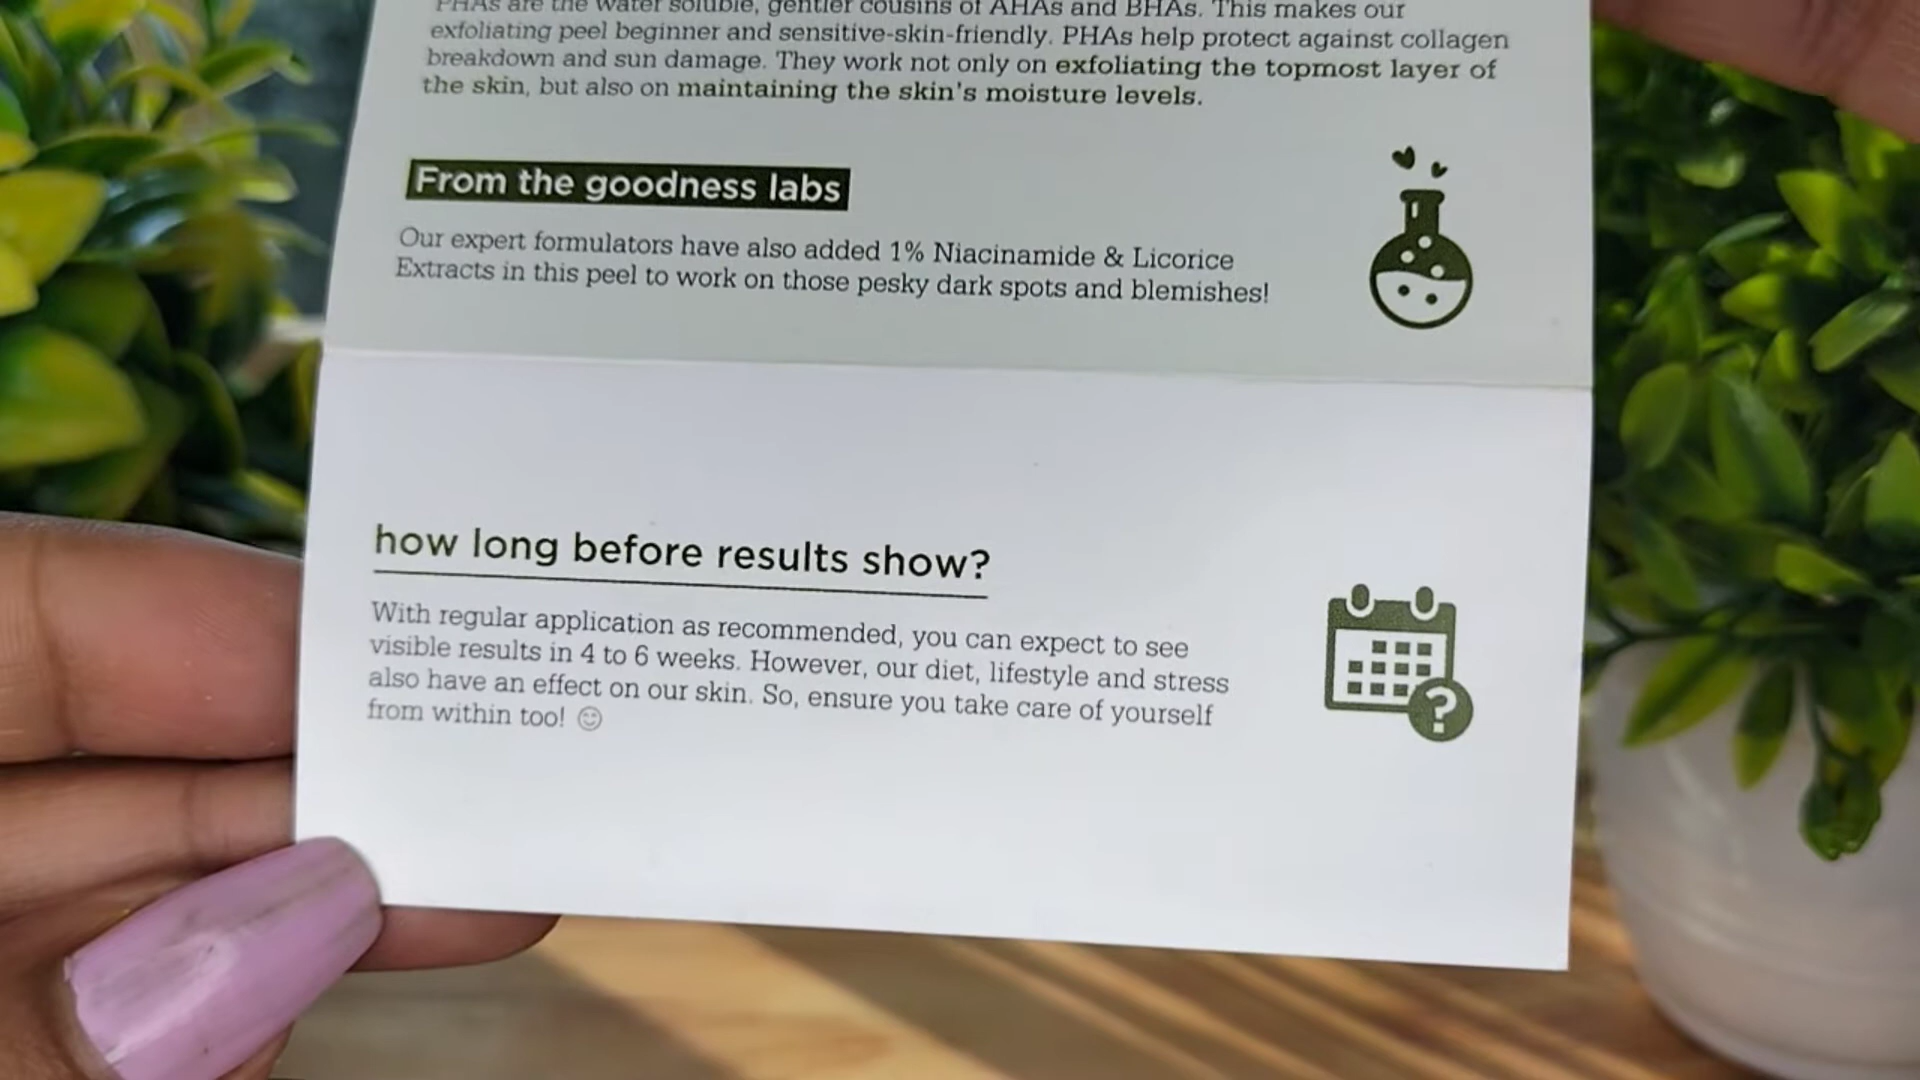 PHAs are the water soluble, gentler cousins of AHAs and BHAs. This makes our
exfoliating peel beginner and sensitive-skin-friendly. PHAs help protect against collagen
breakdown and sun damage. They work not only on exfoliating the topmost layer of
the skin, but also on maintaining the skin's moisture levels.
From the goodness labs
Our expert formulators have also added 1% Niacinamide & Licorice
Extracts in this peel to work on those pesky dark spots and blemishes!
how long before results show?
With regular application as recommended, you can expect to see
visible results in 4 to 6 weeks. However, our diet, lifestyle and stress
also have an effect on our skin. So, ensure you take care of yourself
from within too! 😊
?